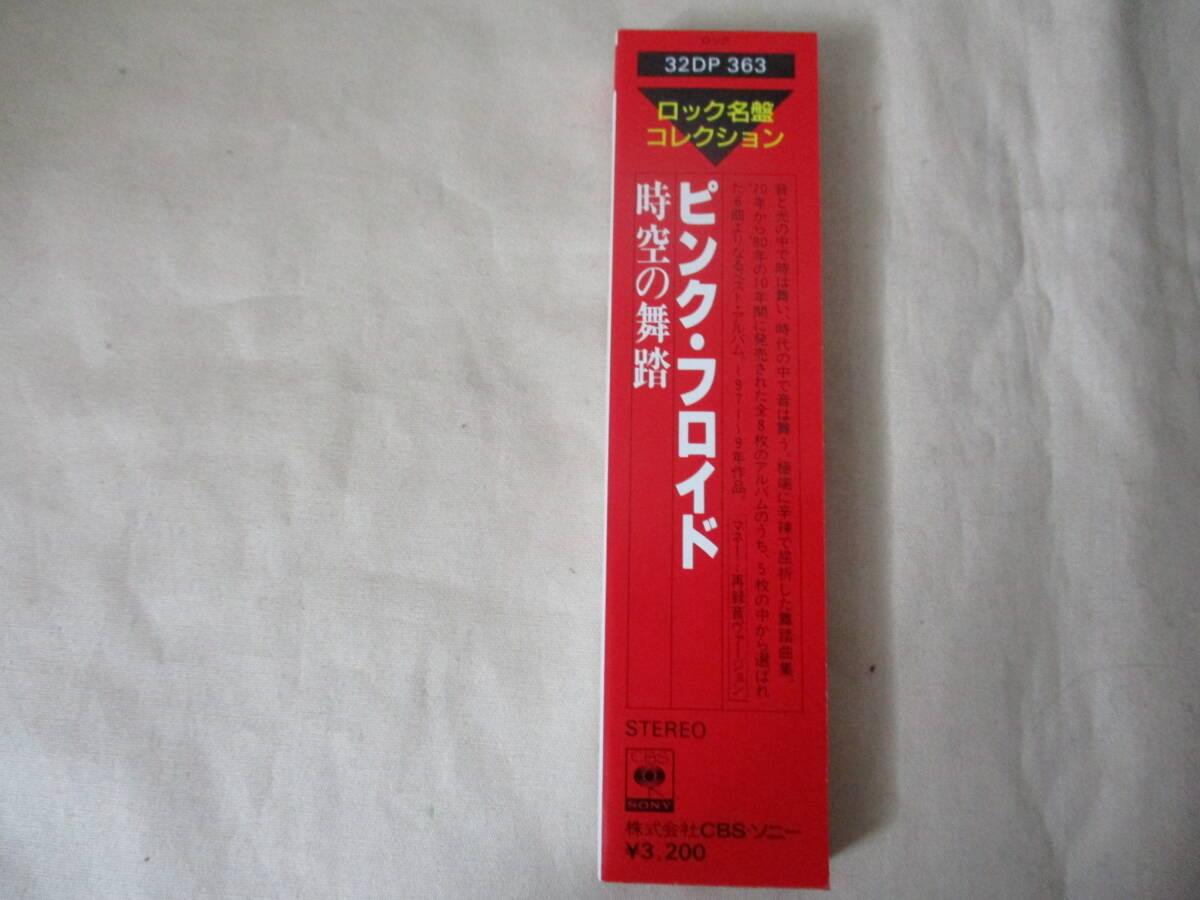 ロック
32DP 363
ロック名盤
コレクション
音と光の中で時は舞い、時代の中で音は舞う。極端に辛辣で屈折した舞踏曲集。
'70年から'80年の10年間に発売された全8枚のアルバムのうち、5枚の中から選ばれ
た6曲よりなるベスト・アルバム。 マネー:再録音ヴァージョン
ピンク・フロイド
時空の舞踏
STEREO
CBS
SONY
株式会社CBS・ソニー
¥3,200